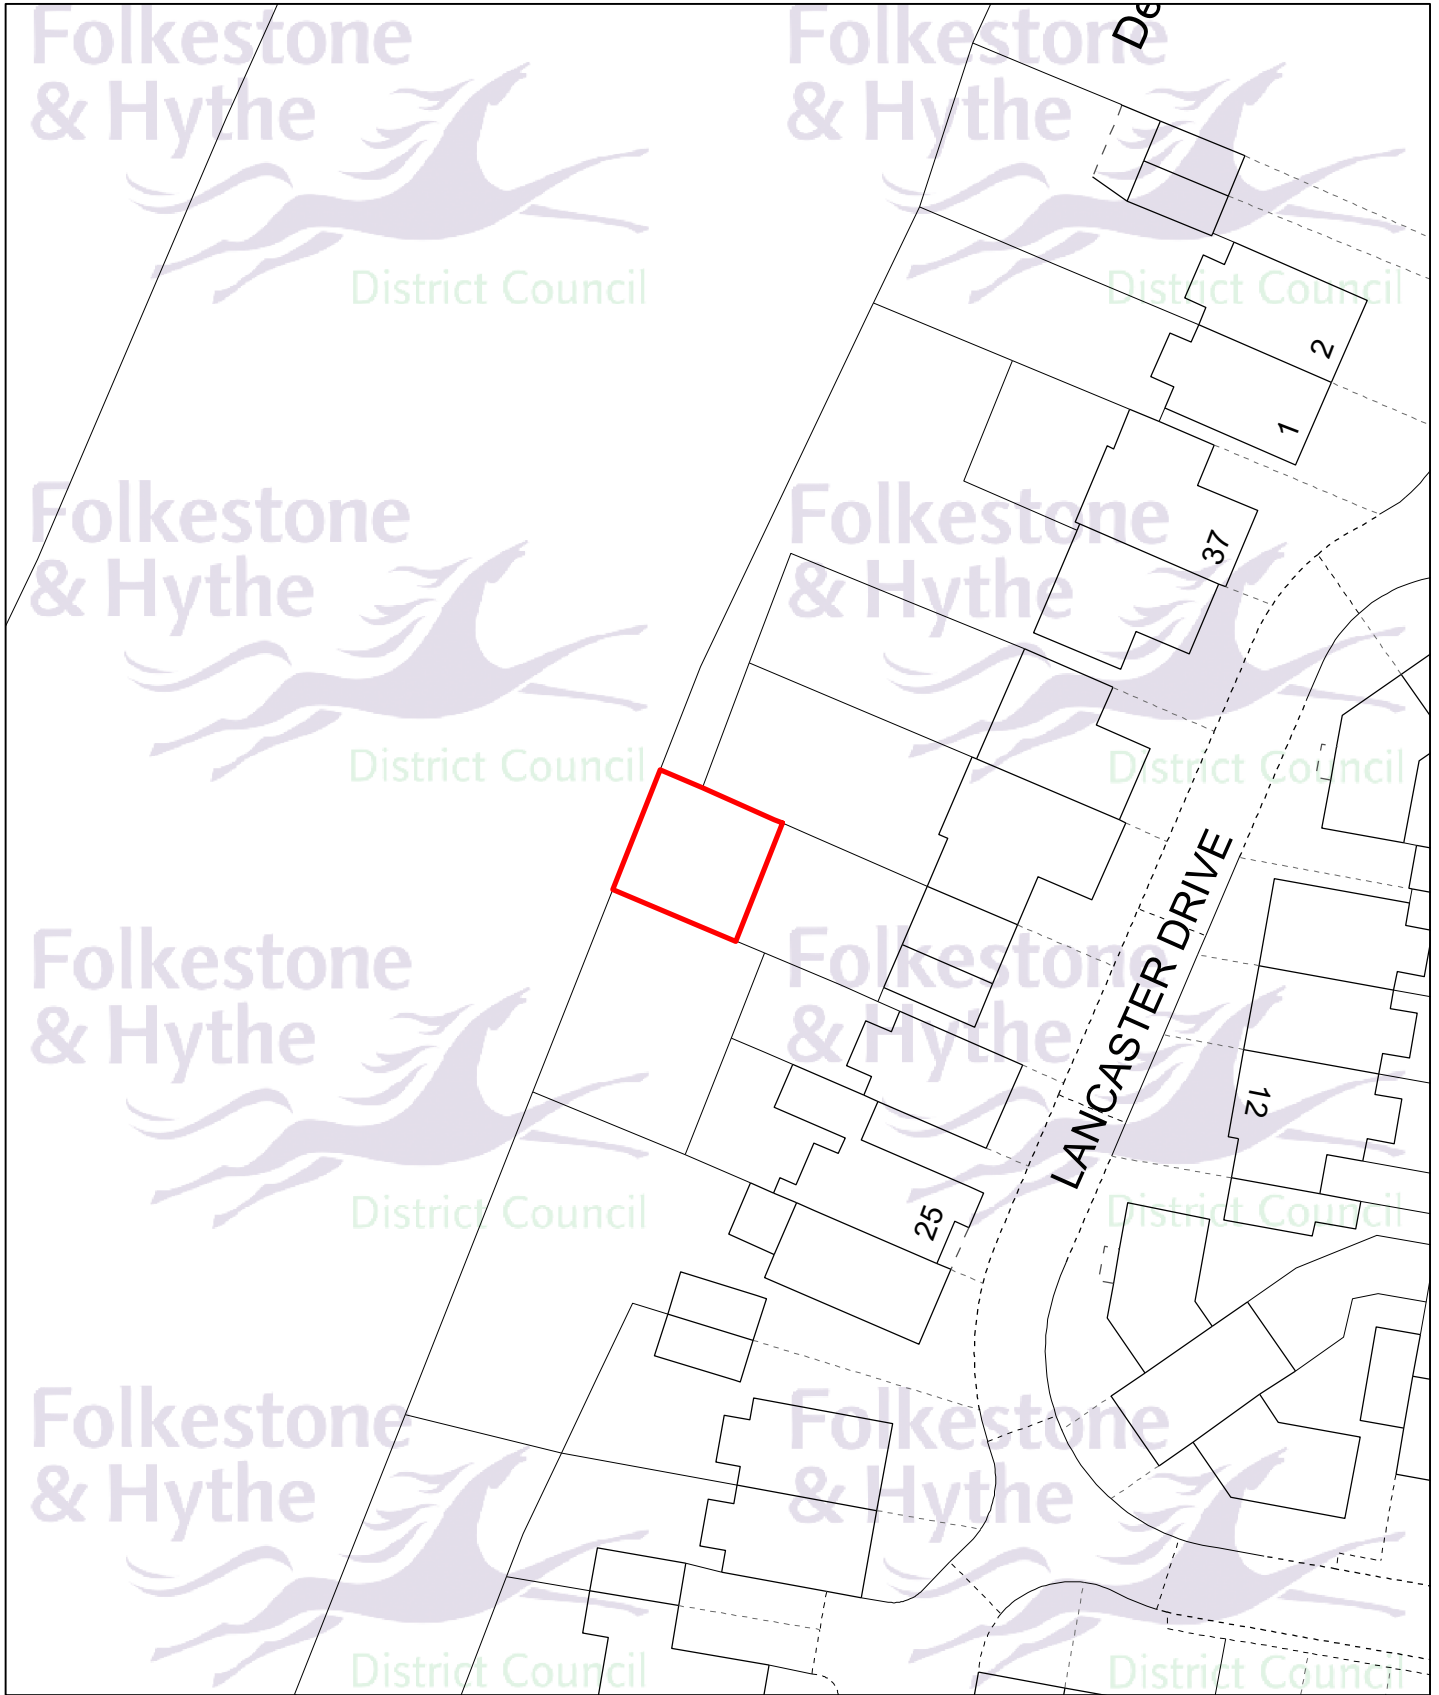 Folkestone
& Hythe
District Council
Folkestone
& Hythe
District Council
De
2
1
37
Folkestone
& Hythe
District Council
Folkestone
& Hythe
District Council
LANCASTER DRIVE
12
25
Folkestone
& Hythe
District Council
Folkestone
& Hythe
District Council
Folkestone
& Hythe
District Council
Folkestone
& Hythe
District Council